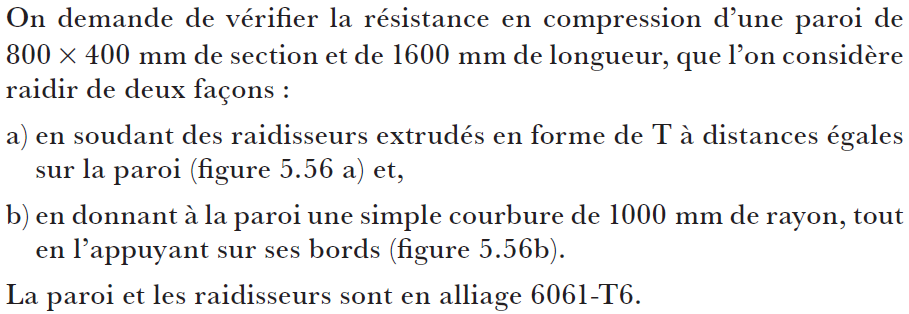 On demande de vérifier la résistance en compression d’une paroi de
800 × 400 mm de section et de 1600 mm de longueur, que l’on considère
raidir de deux façons :
a) en soudant des raidisseurs extrudés en forme de T à distances égales
sur la paroi (figure 5.56 a) et,
b) en donnant à la paroi une simple courbure de 1000 mm de rayon, tout
en l’appuyant sur ses bords (figure 5.56b).
La paroi et les raidisseurs sont en alliage 6061-T6.